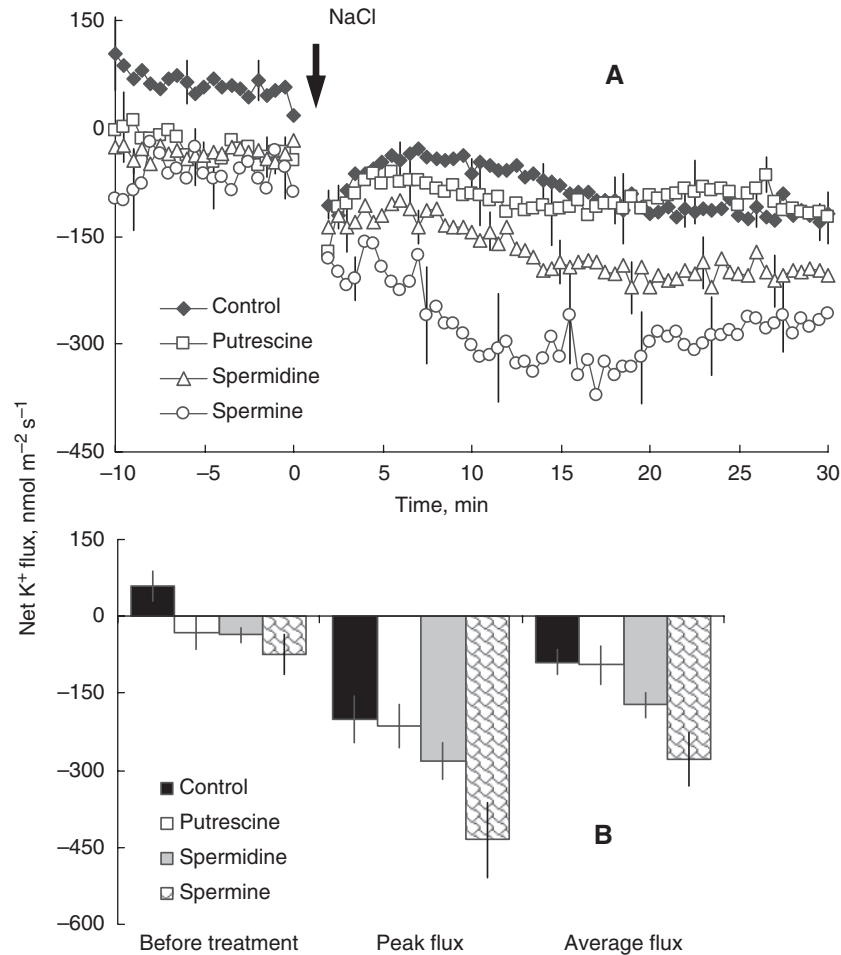 NaCl
A
150
0
−150
−300
−450
Control
Putrescine
Spermidine
Spermine
−10
−5
0
5
10
15
20
25
30
Time, min
Net K⁺ flux, nmol m⁻² s⁻¹
150
0
−150
−300
−450
−600
Control
Putrescine
Spermidine
Spermine
B
Before treatment
Peak flux
Average flux